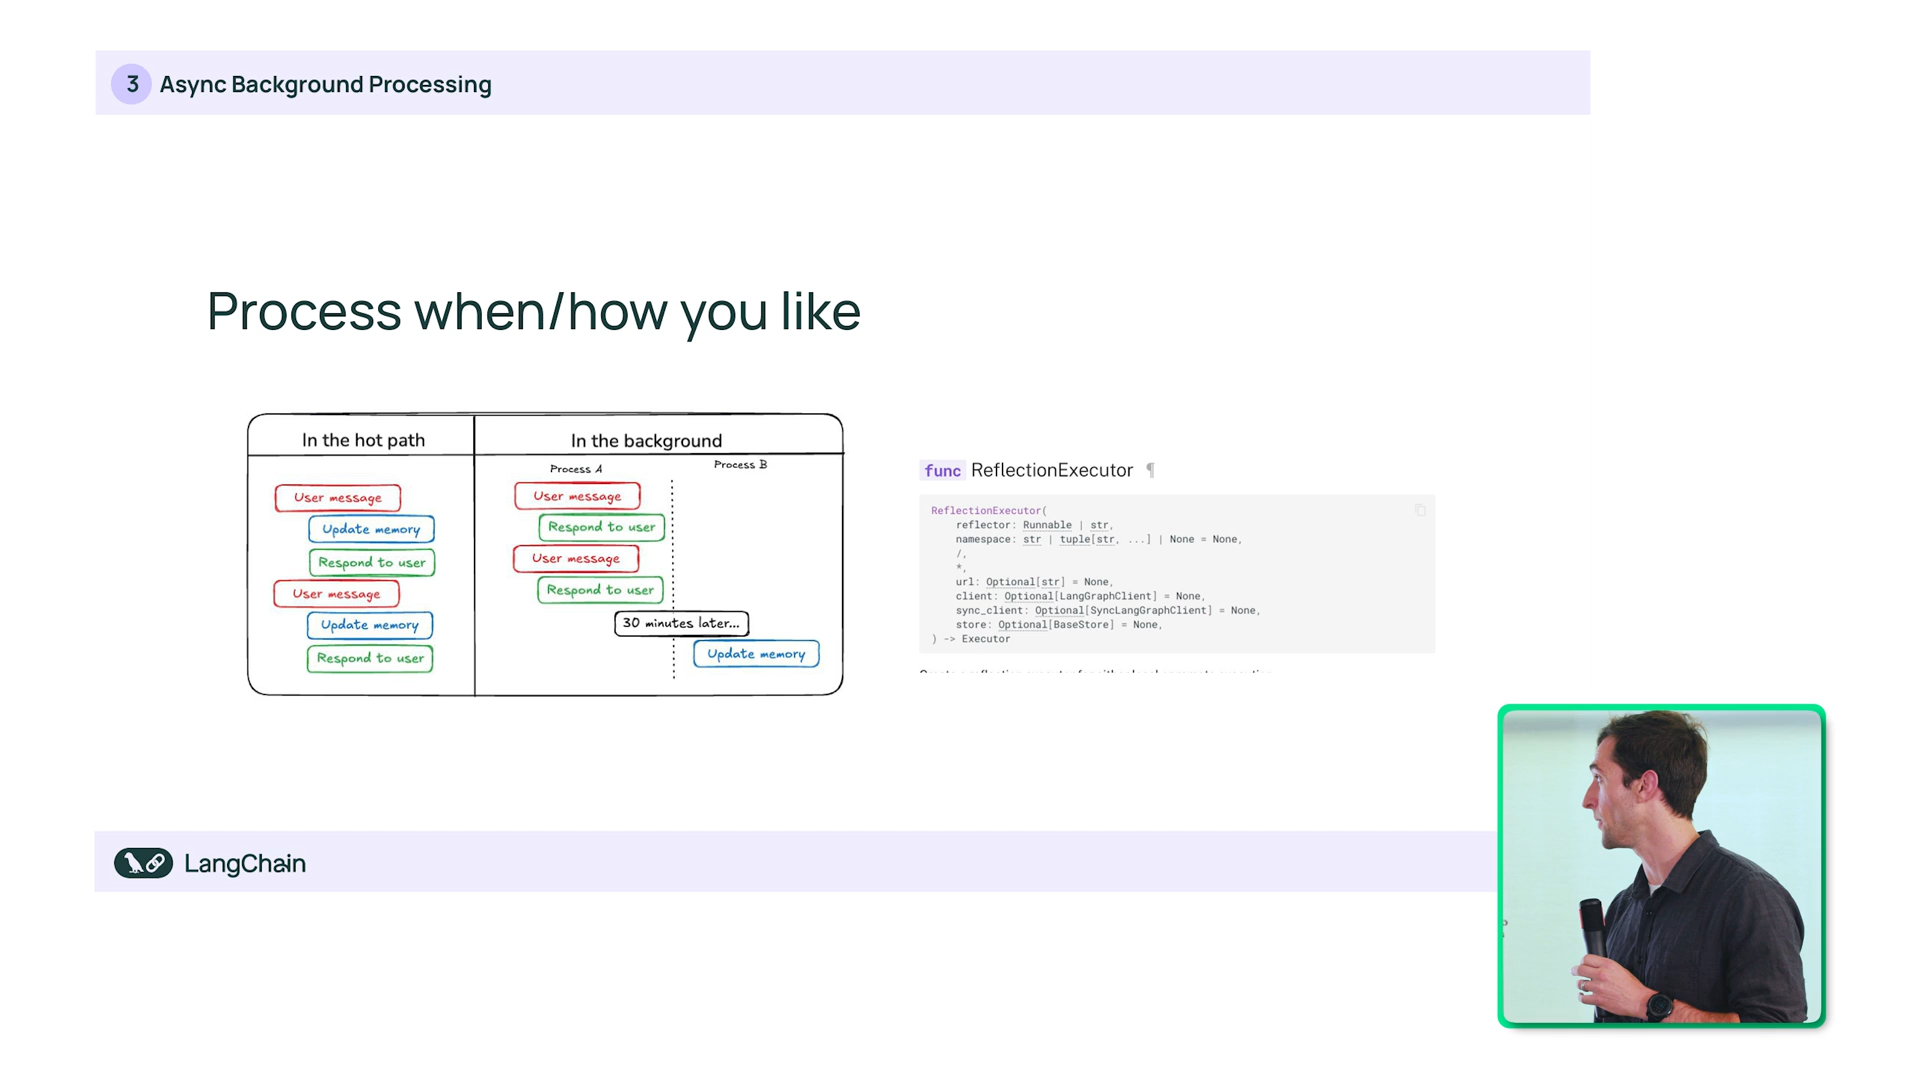 3 Async Background Processing
Process when/how you like
In the hot path
User message
Update memory
Respond to user
User message
Update memory
Respond to user
In the background
Process A
Process B
User message
Respond to user
User message
Respond to user
30 minutes later...
Update memory
func ReflectionExecutor ¶
ReflectionExecutor(
reflector: Runnable | str,
namespace: str | tuple[str, ...] | None = None,
/,
*,
url: Optional[str] = None,
client: Optional[LangGraphClient] = None,
sync_client: Optional[SyncLangGraphClient] = None,
store: Optional[BaseStore] = None,
) -> Executor
LangChain